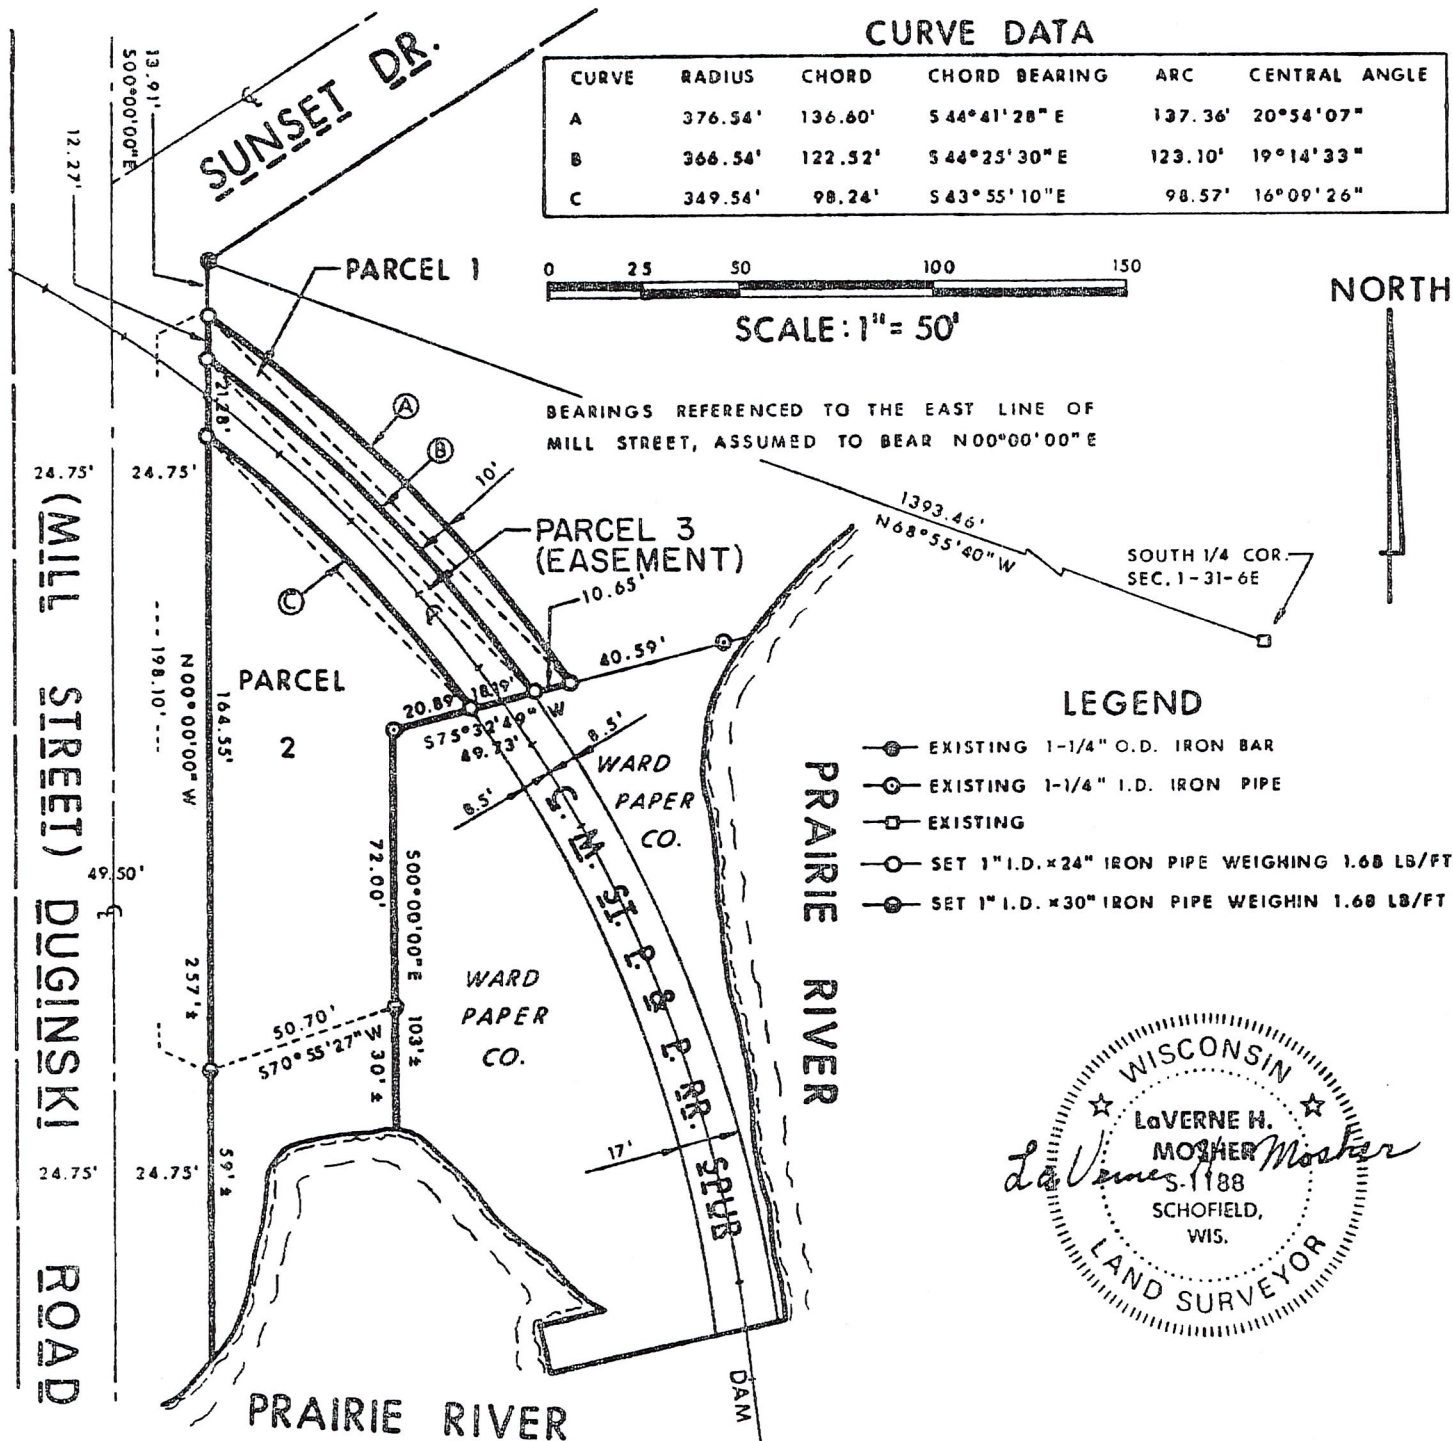 CURVE DATA
CURVE RADIUS CHORD CHORD BEARING ARC CENTRAL ANGLE
A 376.54' 136.60' S 44°41'28" E 137.36' 20°54'07"
B 366.54' 122.52' S 44°25'30" E 123.10' 19°14'33"
C 349.54' 98.24' S 43°55'10" E 98.57' 16°09'26"
SUNSET DR.
13.91'
S00°00'00"E
12.27'
PARCEL 1
0 25 50 100 150
SCALE: 1" = 50'
NORTH
BEARINGS REFERENCED TO THE EAST LINE OF
MILL STREET, ASSUMED TO BEAR N00°00'00" E
21.28'
A
B
C
10'
24.75' 24.75'
PARCEL 3
(EASEMENT)
10.65'
1393.46'
N68°55'40" W
SOUTH 1/4 COR.
SEC. 1-31-6E
40.59'
198.10'
N00°00'00" W
164.55'
PARCEL
2
20.89' 18.19'
S75°32'49" W
49.73'
8.5'
8.5'
WARD
PAPER
CO.
C. M. ST. P. & P. RR. SPUR
72.00'
S00°00'00"E
49.50'
257'±
WARD
PAPER
CO.
50.70'
S70°55'27" W
103'±
30'±
59'±
17'
24.75' 24.75'
(MILL STREET) DUGINSKI ROAD
PRAIRIE RIVER
PRAIRIE RIVER
DAM
LEGEND
EXISTING 1-1/4" O.D. IRON BAR
EXISTING 1-1/4" I.D. IRON PIPE
EXISTING
SET 1" I.D. x 24" IRON PIPE WEIGHING 1.68 LB/FT
SET 1" I.D. x 30" IRON PIPE WEIGHIN 1.68 LB/FT
WISCONSIN
LaVERNE H.
MOSHER
S-1188
SCHOFIELD,
WIS.
LAND SURVEYOR
LaVerne H. Mosher